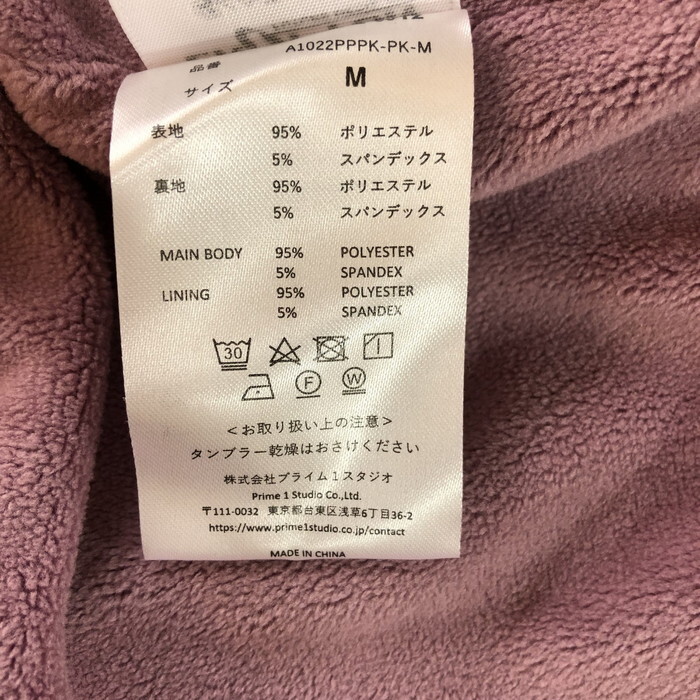 品番 A1022PPPK-PK-M
サイズ M
表地 95% ポリエステル
5% スパンデックス
裏地 95% ポリエステル
5% スパンデックス
MAIN BODY 95% POLYESTER
5% SPANDEX
LINING 95% POLYESTER
5% SPANDEX
30
F W
<お取り扱い上の注意>
タンブラー乾燥はおさけください
株式会社プライム1スタジオ
Prime 1 Studio Co.,Ltd.
〒111-0032 東京都台東区浅草6丁目36-2
https://www.prime1studio.co.jp/contact
MADE IN CHINA